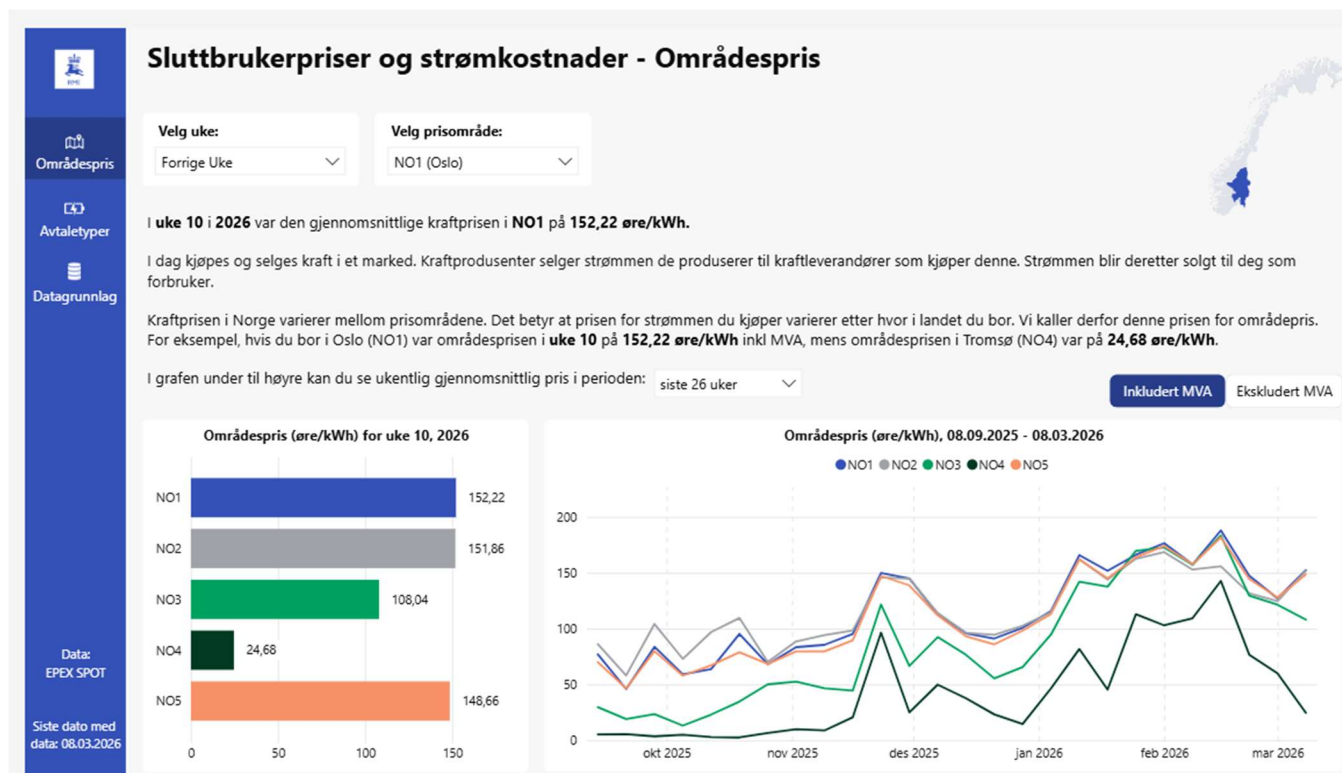 RME
Sluttbrukerpriser og strømkostnader - Områdespris
Velg uke:
Forrige Uke
Velg prisområde:
NO1 (Oslo)
Områdespris
Avtaletyper
Datagrunnlag
I uke 10 i 2026 var den gjennomsnittlige kraftprisen i NO1 på 152,22 øre/kWh.
I dag kjøpes og selges kraft i et marked. Kraftprodusenter selger strømmen de produserer til kraftleverandører som kjøper denne. Strømmen blir deretter solgt til deg som
forbruker.
Kraftprisen i Norge varierer mellom prisområdene. Det betyr at prisen for strømmen du kjøper varierer etter hvor i landet du bor. Vi kaller derfor denne prisen for områdepris.
For eksempel, hvis du bor i Oslo (NO1) var områdesprisen i uke 10 på 152,22 øre/kWh inkl MVA, mens områdesprisen i Tromsø (NO4) var på 24,68 øre/kWh.
I grafen under til høyre kan du se ukentlig gjennomsnittlig pris i perioden:
siste 26 uker
Inkludert MVA
Ekskludert MVA
Områdespris (øre/kWh) for uke 10, 2026
NO1 152,22
NO2 151,86
NO3 108,04
NO4 24,68
NO5 148,66
0 50 100 150
Områdespris (øre/kWh), 08.09.2025 - 08.03.2026
NO1 NO2 NO3 NO4 NO5
200
150
100
50
0
okt 2025 nov 2025 des 2025 jan 2026 feb 2026 mar 2026
Data:
EPEX SPOT
Siste dato med
data: 08.03.2026